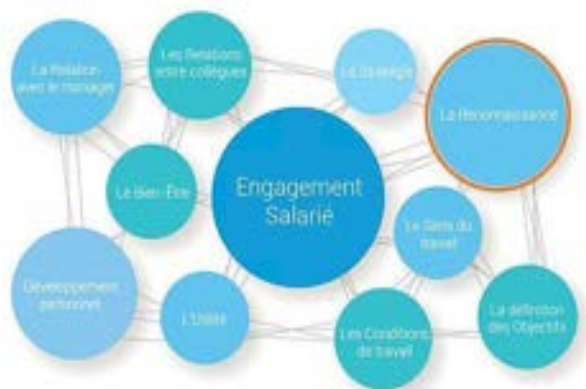 La Relation
avec le manager
Les Relations
entre collègues
La Stratégie
La Reconnaissance
Le Bien-Être
Engagement
Salarié
Le Sens du
travail
Développement
personnel
L'Utilité
Les Conditions
de travail
La définition
des Objectifs